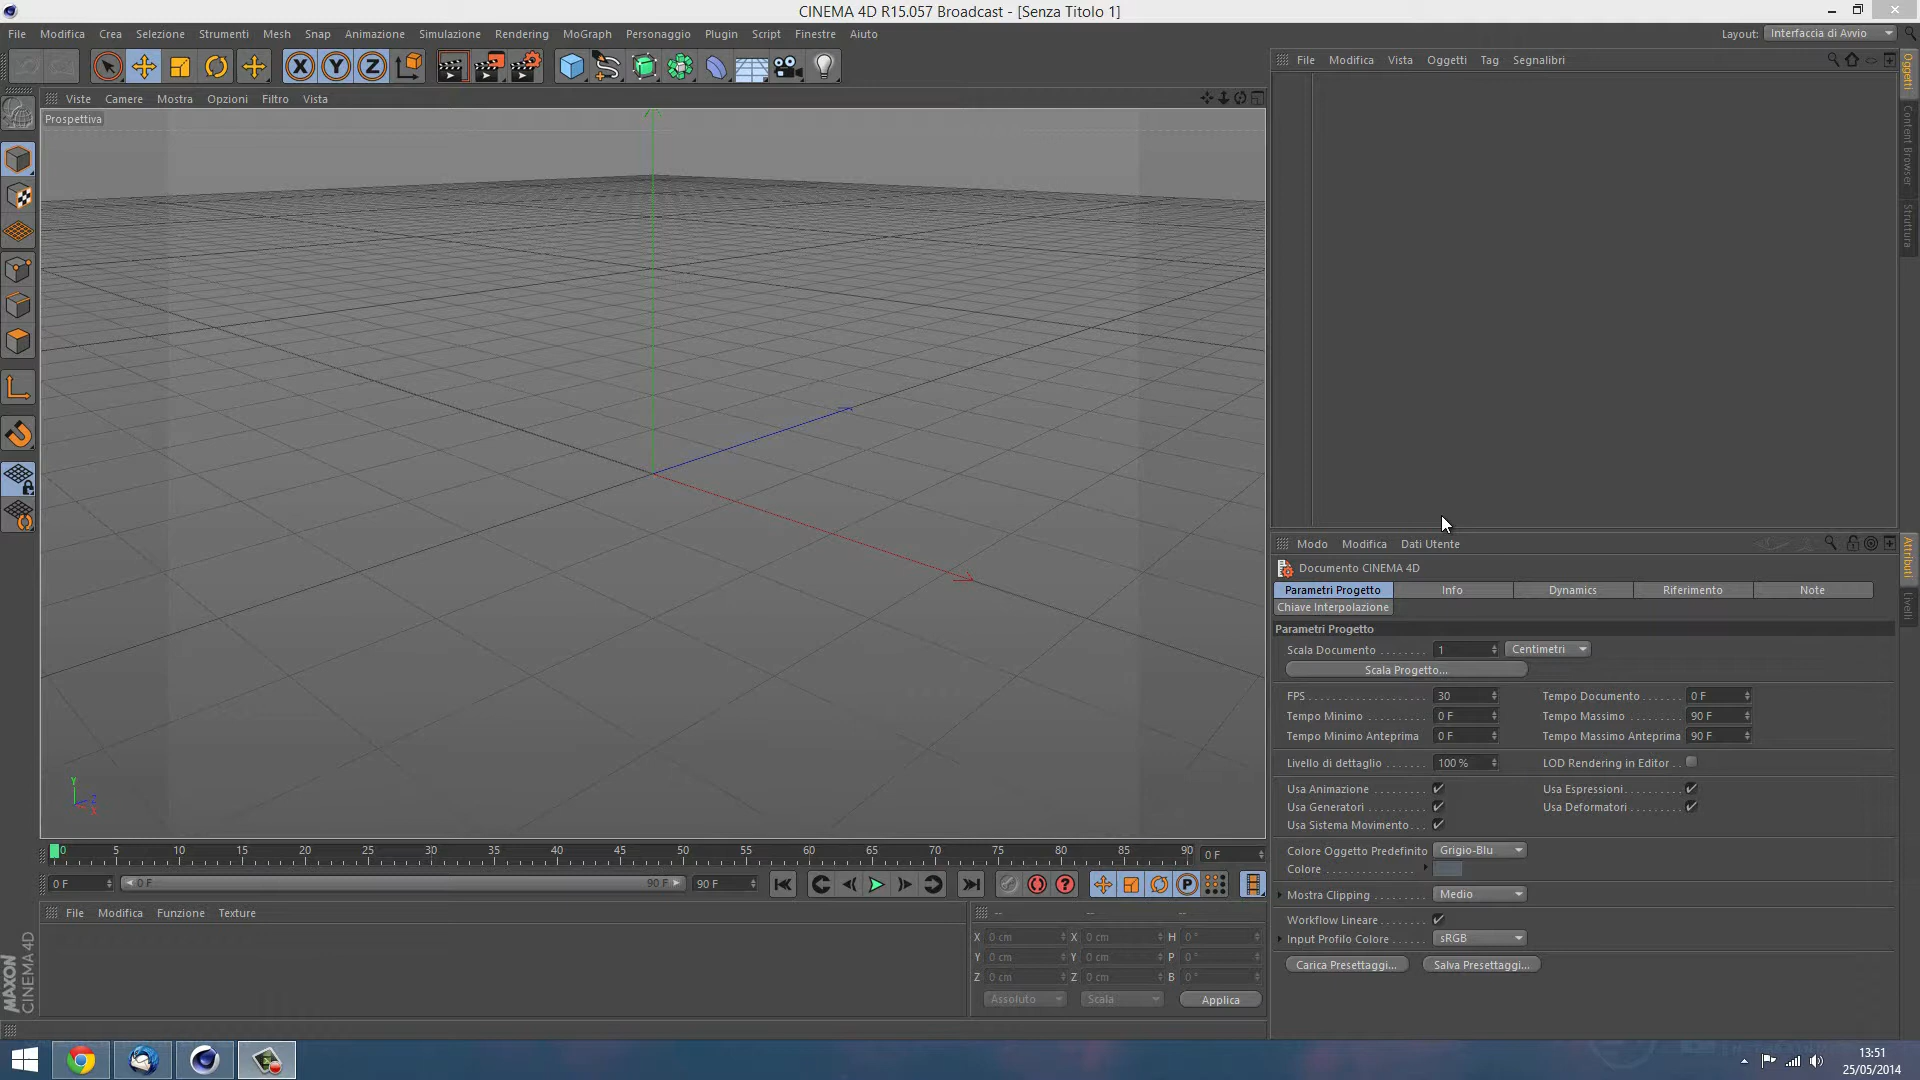 CINEMA 4D R15.057 Broadcast - [Senza Titolo 1]
File Modifica Crea Selezione Strumenti Mesh Snap Animazione Simulazione Rendering MoGraph Personaggio Plugin Script Finestre Aiuto
Layout: Interfaccia di Avvio
X Y Z
File Modifica Vista Oggetti Tag Segnalibri
Oggetti
Content Browser
Struttura
Viste Camere Mostra Opzioni Filtro Vista
Prospettiva
Y
Z
X
Modo Modifica Dati Utente
Attributi
Livelli
Documento CINEMA 4D
Parametri Progetto Info Dynamics Riferimento Note
Chiave Interpolazione
Parametri Progetto
Scala Documento ........ 1 Centimetri
Scala Progetto...
FPS 30 Tempo Documento 0 F
Tempo Minimo 0 F Tempo Massimo 90 F
Tempo Minimo Anteprima 0 F Tempo Massimo Anteprima 90 F
Livello di dettaglio 100 % LOD Rendering in Editor
Usa Animazione Usa Espressioni
Usa Generatori Usa Deformatori
Usa Sistema Movimento
Colore Oggetto Predefinito Grigio-Blu
Colore
Mostra Clipping Medio
Workflow Lineare
Input Profilo Colore sRGB
Carica Presettaggi... Salva Presettaggi...
0 5 10 15 20 25 30 35 40 45 50 55 60 65 70 75 80 85 90 0 F
0 F 0 F 90 F 90 F
P
File Modifica Funzione Texture
-- -- --
X 0 cm X 0 cm H 0 °
Y 0 cm Y 0 cm P 0 °
Z 0 cm Z 0 cm B 0 °
Assoluto Scala Applica
MAXON
CINEMA 4D
13:51
25/05/2014